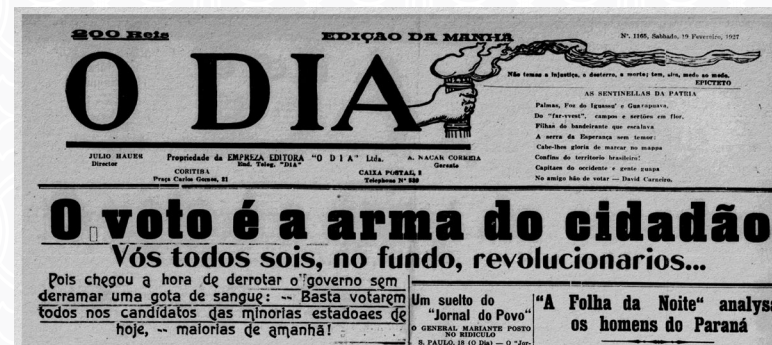 200 Reis
EDIÇAO DA MANHÃ
N°. 1165, Sabbado, 19 Fevereiro, 1927
O DIA
Não temas a injustiça, o desterro, a morte; tem, sim, medo ao medo.
EPICTETO
AS SENTINELLAS DA PATRIA
Palmas, Foz do Iguassu' e Guarapuava,
Do "far-vvest", campos e sertões em flor.
Filhas do bandeirante que escalava
A serra da Esperança sem temor:
Cabe-lhes gloria de marcar no mappa
Confins do territorio brasileiro!
Capitaes do occidente e gente guapa
No amigo hão de votar — David Carneiro.
JULIO HAUER
Director
Propriedade da EMPREZA EDITORA "O DIA" Ltda.
End. Teleg. "DIA"
A. NACAR CORREIA
Gerente
CORITIBA
Praça Carlos Gomes, 21
CAIXA POSTAL, E
Telephone N° 550
O voto é a arma do cidadão
Vós todos sois, no fundo, revolucionarios...
Pois chegou a hora de derrotar o governo sem
derramar uma gota de sangue: -- Basta votarem
todos nos candidatos das minorias estadoaes de
hoje, -- maiorias de amanhã!
Um suelto do
"Jornal do Povo"
O GENERAL MARIANTE POSTO
NO RIDICULO
S. PAULO, 18 (O Dia) — O "Jor-
"A Folha da Noite" analysa
os homens do Paraná